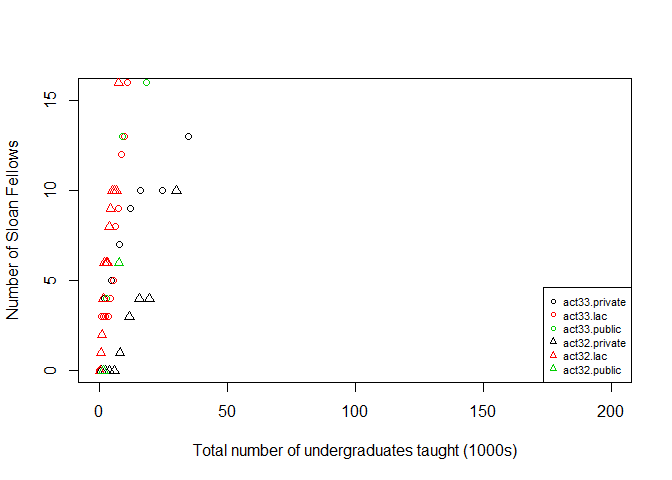 Number of Sloan Fellows
15
10
5
0
act33.private
act33.lac
act33.public
act32.private
act32.lac
act32.public
0 50 100 150 200
Total number of undergraduates taught (1000s)